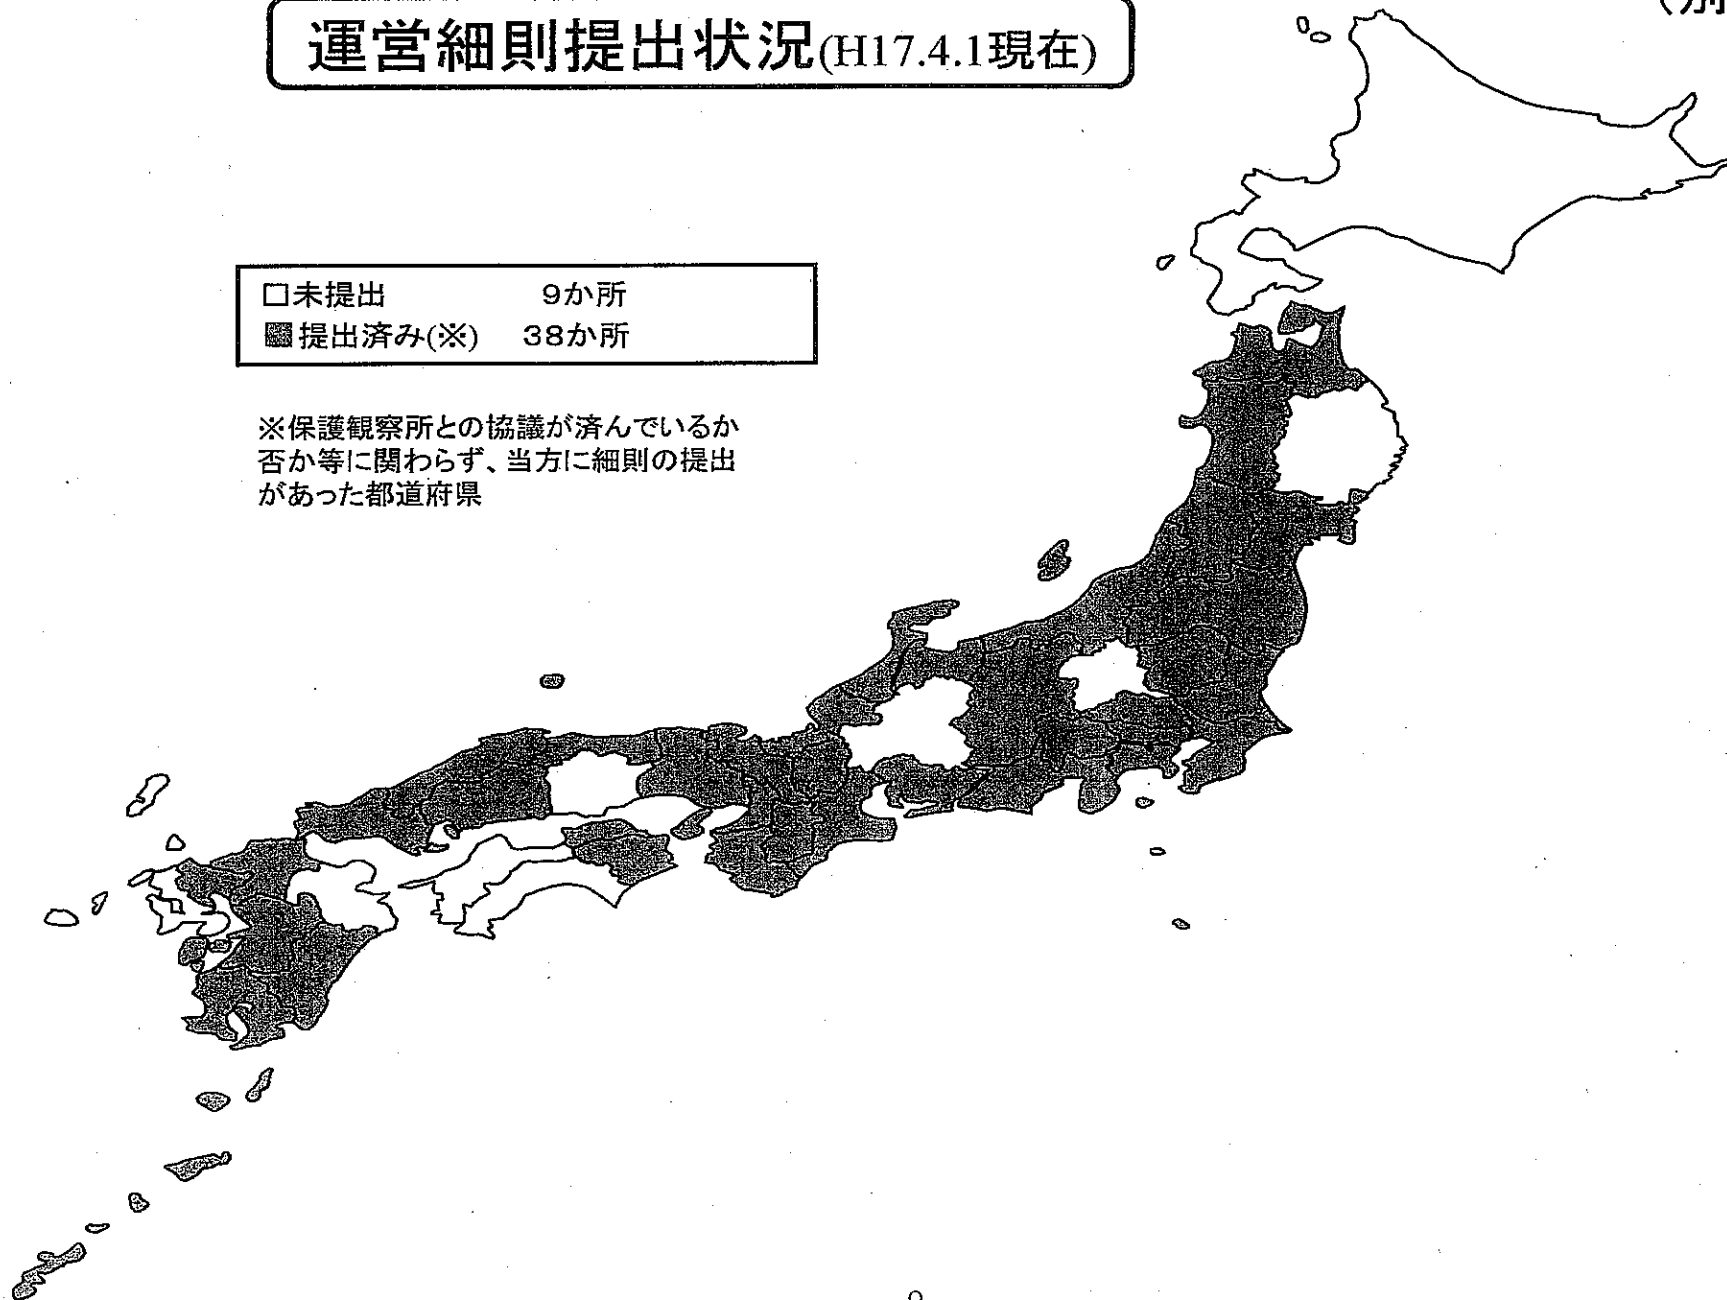 (別
運営細則提出状況(H17.4.1現在)
□未提出 9か所
■提出済み(※) 38か所
※保護観察所との協議が済んでいるか
否か等に関わらず、当方に細則の提出
があった都道府県